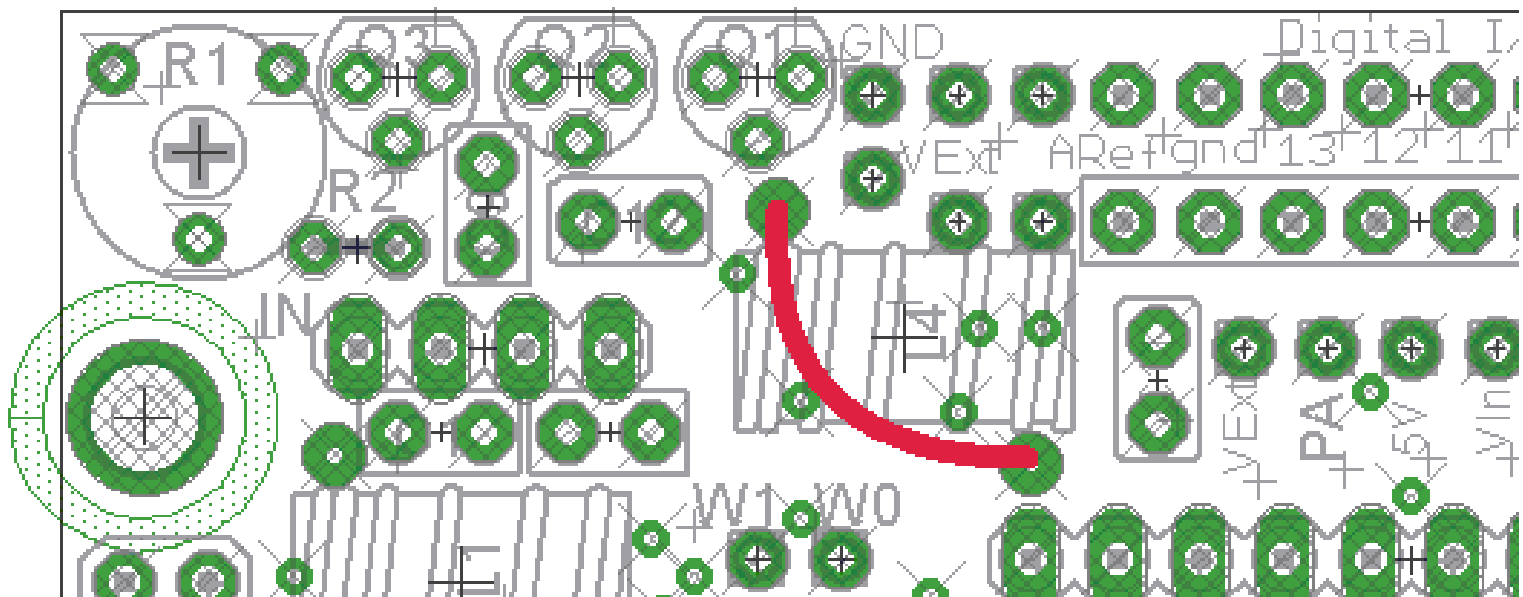 Q3 Q2 Q1 GND Digital I/
R1
VExt ARef gnd 13 12 11
R2
IN
L4
VExt PA 5V VIn
W1 W0